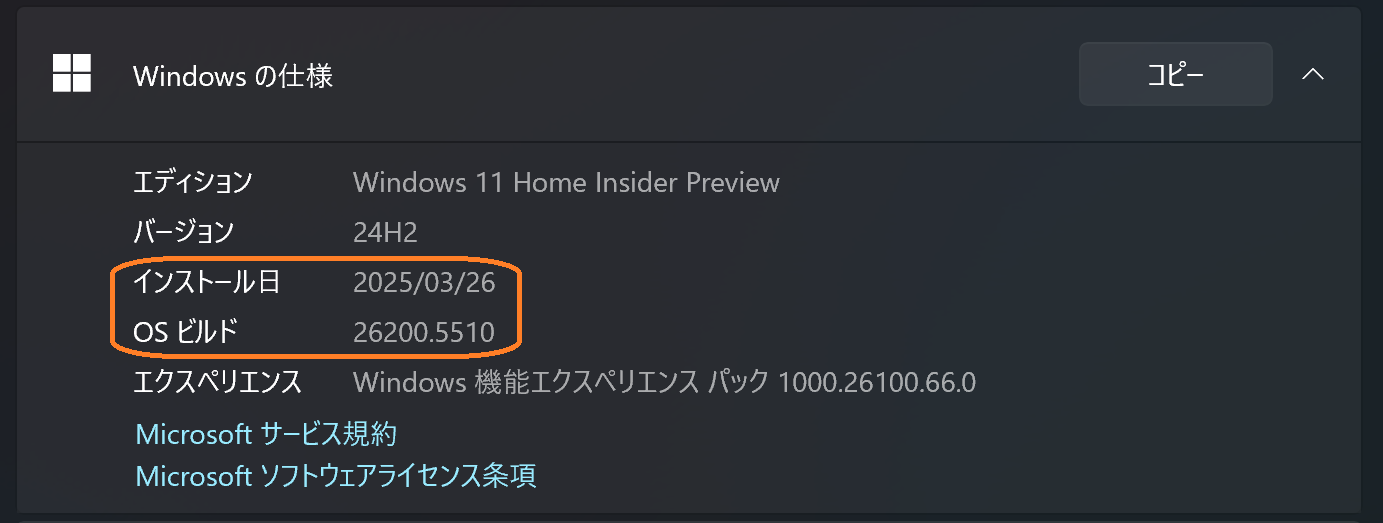 Windows の仕様
コピー
エディション Windows 11 Home Insider Preview
バージョン 24H2
インストール日 2025/03/26
OS ビルド 26200.5510
エクスペリエンス Windows 機能エクスペリエンス パック 1000.26100.66.0
Microsoft サービス規約
Microsoft ソフトウェアライセンス条項